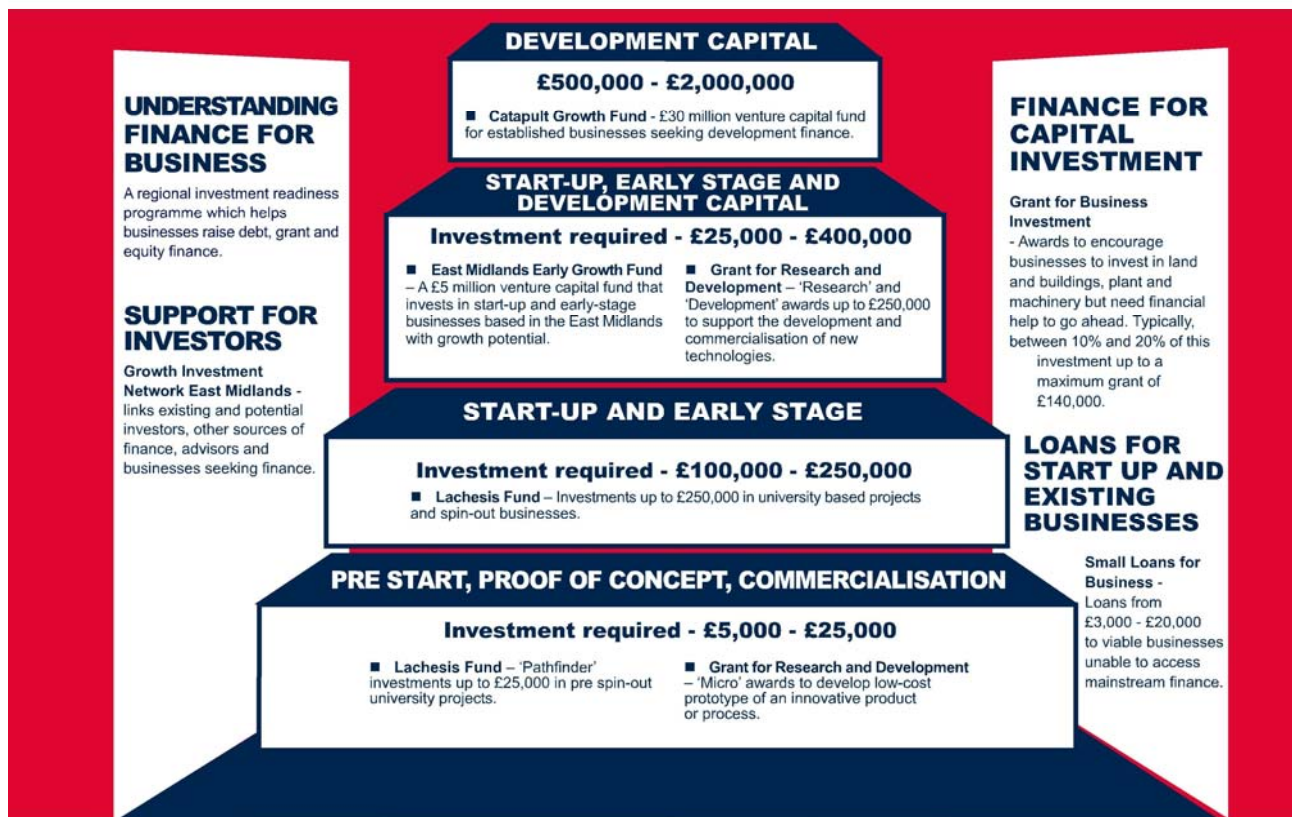 DEVELOPMENT CAPITAL
£500,000 - £2,000,000
■ Catapult Growth Fund - £30 million venture capital fund
for established businesses seeking development finance.
UNDERSTANDING
FINANCE FOR
BUSINESS
A regional investment readiness
programme which helps
businesses raise debt, grant and
equity finance.
SUPPORT FOR
INVESTORS
Growth Investment
Network East Midlands -
links existing and potential
investors, other sources of
finance, advisors and
businesses seeking finance.
START-UP, EARLY STAGE AND
DEVELOPMENT CAPITAL
Investment required - £25,000 - £400,000
■ East Midlands Early Growth Fund
– A £5 million venture capital fund that
invests in start-up and early-stage
businesses based in the East Midlands
with growth potential.
■ Grant for Research and
Development – ‘Research’ and
‘Development’ awards up to £250,000
to support the development and
commercialisation of new
technologies.
START-UP AND EARLY STAGE
Investment required - £100,000 - £250,000
■ Lachesis Fund – Investments up to £250,000 in university based projects
and spin-out businesses.
PRE START, PROOF OF CONCEPT, COMMERCIALISATION
Investment required - £5,000 - £25,000
■ Lachesis Fund – ‘Pathfinder’
investments up to £25,000 in pre spin-out
university projects.
■ Grant for Research and Development
– ‘Micro’ awards to develop low-cost
prototype of an innovative product
or process.
FINANCE FOR
CAPITAL
INVESTMENT
Grant for Business
Investment
- Awards to encourage
businesses to invest in land
and buildings, plant and
machinery but need financial
help to go ahead. Typically,
between 10% and 20% of this
investment up to a
maximum grant of
£140,000.
LOANS FOR
START UP AND
EXISTING
BUSINESSES
Small Loans for
Business -
Loans from
£3,000 - £20,000
to viable businesses
unable to access
mainstream finance.